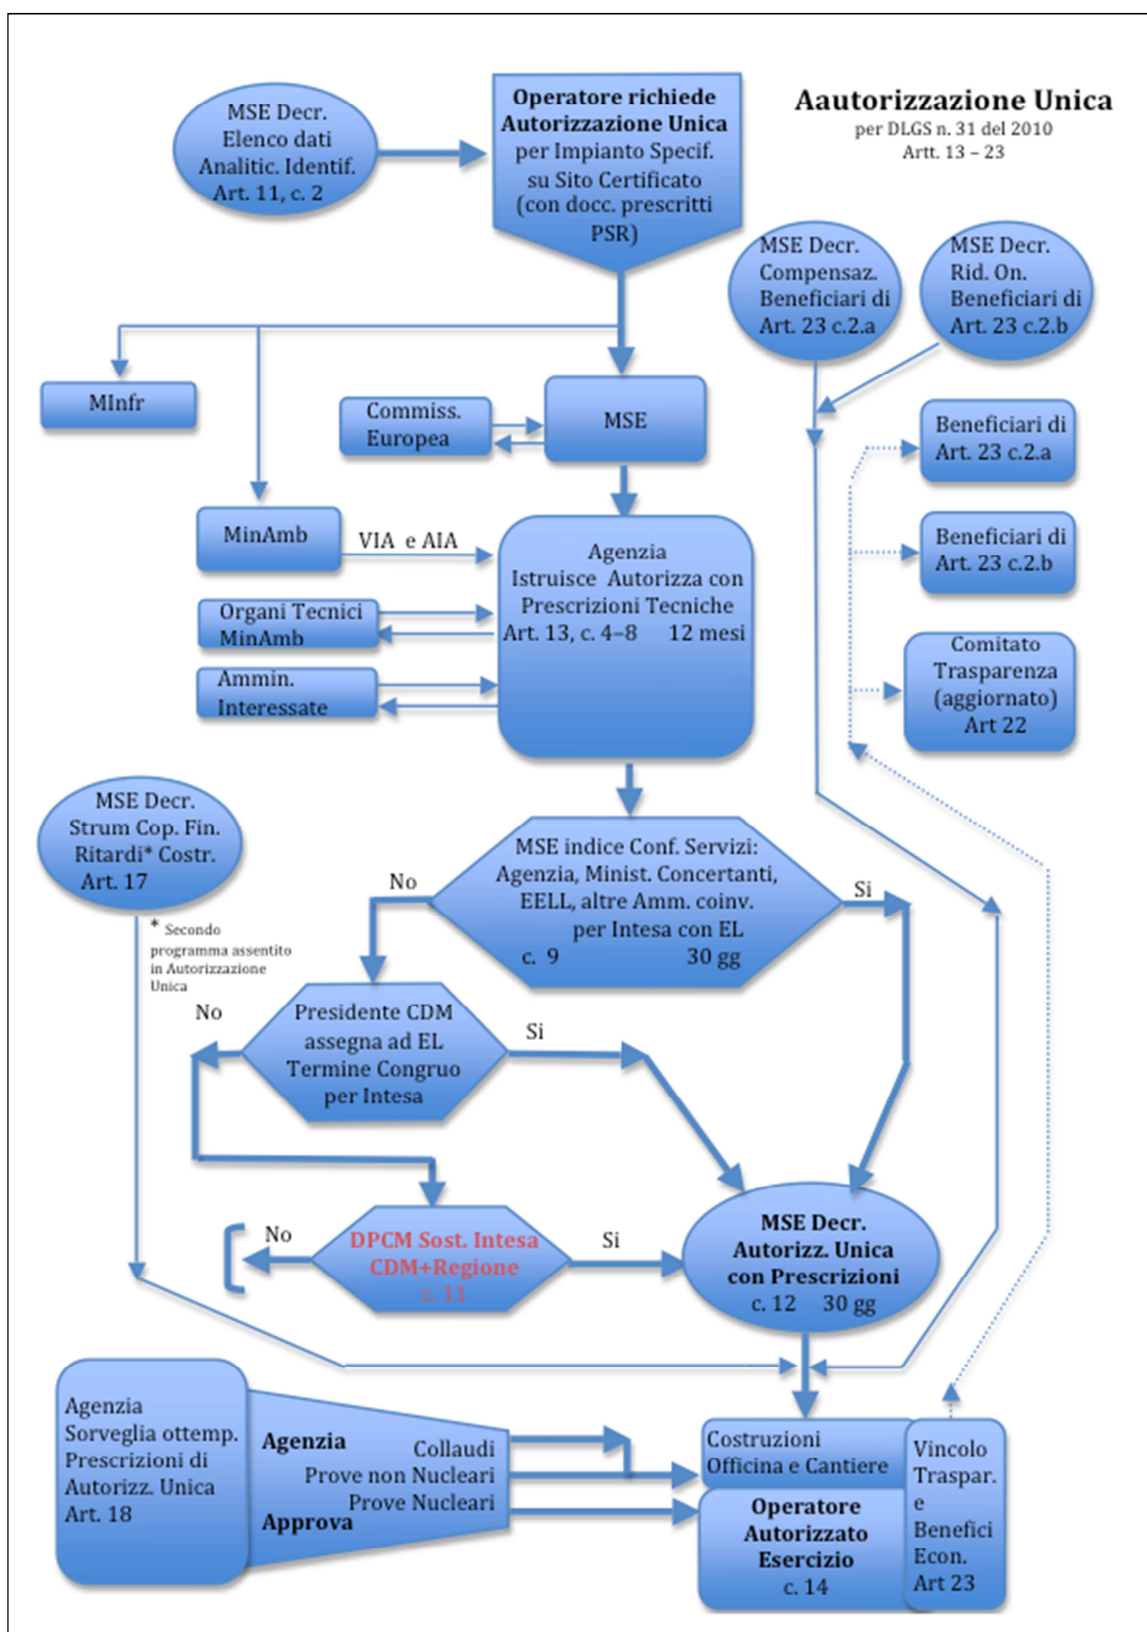 Aautorizzazione Unica
per DLGS n. 31 del 2010
Artt. 13 – 23
MSE Decr.
Elenco dati
Analitic. Identif.
Art. 11, c. 2
Operatore richiede
Autorizzazione Unica
per Impianto Specif.
su Sito Certificato
(con docc. prescritti
PSR)
MSE Decr.
Compensaz.
Beneficiari di
Art. 23 c.2.a
MSE Decr.
Rid. On.
Beneficiari di
Art. 23 c.2.b
MInfr
Commiss.
Europea
MSE
Beneficiari di
Art. 23 c.2.a
MinAmb
VIA e AIA
Agenzia
Istruisce Autorizza con
Prescrizioni Tecniche
Art. 13, c. 4–8 12 mesi
Beneficiari di
Art. 23 c.2.b
Organi Tecnici
MinAmb
Ammin.
Interessate
Comitato
Trasparenza
(aggiornato)
Art 22
MSE Decr.
Strum Cop. Fin.
Ritardi* Costr.
Art. 17
MSE indice Conf. Servizi:
Agenzia, Minist. Concertanti,
EELL, altre Amm. coinv.
per Intesa con EL
c. 9 30 gg
No
Si
* Secondo
programma assentito
in Autorizzazione
Unica
Presidente CDM
assegna ad EL
Termine Congruo
per Intesa
No
Si
DPCM Sost. Intesa
CDM+Regione
c. 11
No
Si
MSE Decr.
Autorizz. Unica
con Prescrizioni
c. 12 30 gg
Agenzia
Sorveglia ottemp.
Prescrizioni di
Autorizz. Unica
Art. 18
Agenzia
Collaudi
Prove non Nucleari
Prove Nucleari
Approva
Costruzioni
Officina e Cantiere
Operatore
Autorizzato
Esercizio
c. 14
Vincolo
Traspar.
e
Benefici
Econ.
Art 23